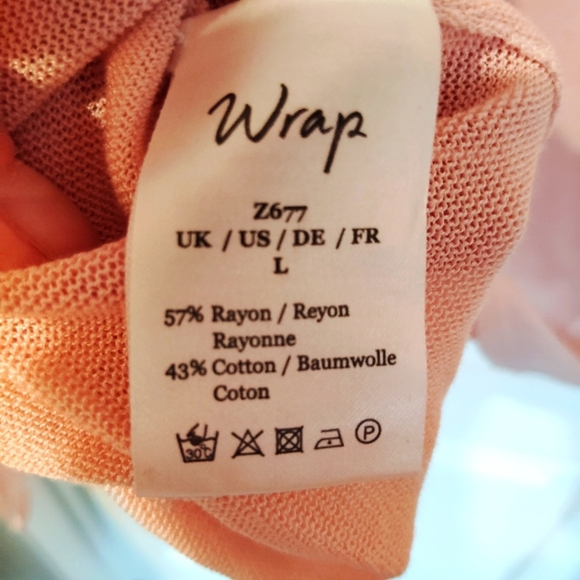 Wrap
Z677
UK / US / DE / FR
L
57% Rayon / Reyon
Rayonne
43% Cotton / Baumwolle
Coton
30°C
P